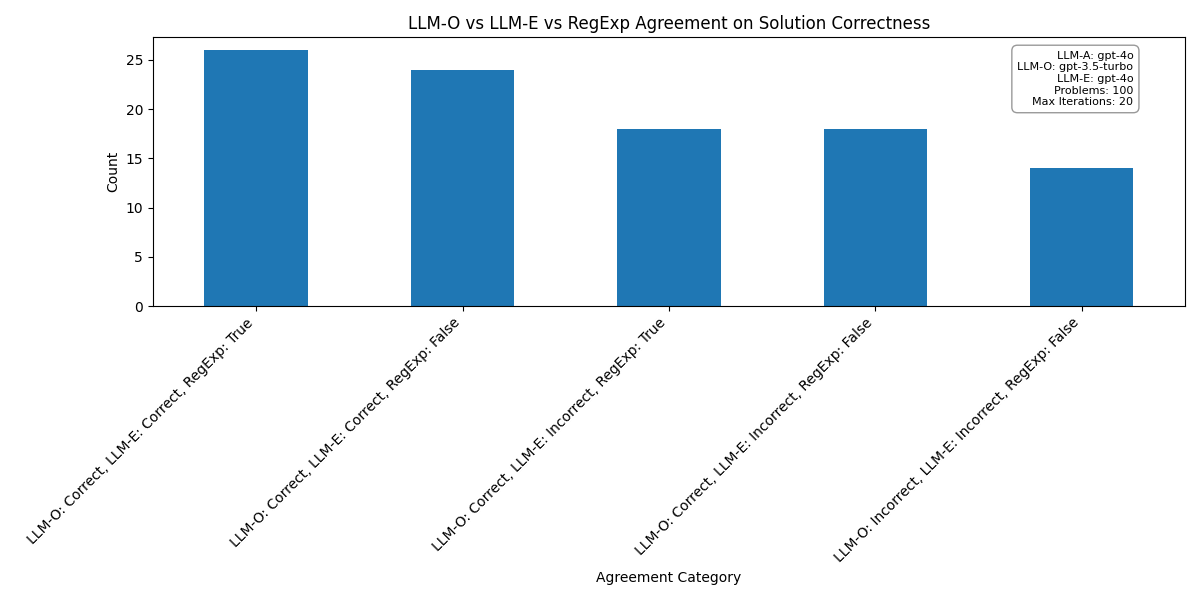 LLM-O vs LLM-E vs RegExp Agreement on Solution Correctness
LLM-A: gpt-4o
LLM-O: gpt-3.5-turbo
LLM-E: gpt-4o
Problems: 100
Max Iterations: 20
Count
25
20
15
10
5
0
LLM-O: Correct, LLM-E: Correct, RegExp: True
LLM-O: Correct, LLM-E: Correct, RegExp: False
LLM-O: Correct, LLM-E: Incorrect, RegExp: True
LLM-O: Correct, LLM-E: Incorrect, RegExp: False
LLM-O: Incorrect, LLM-E: Incorrect, RegExp: False
Agreement Category